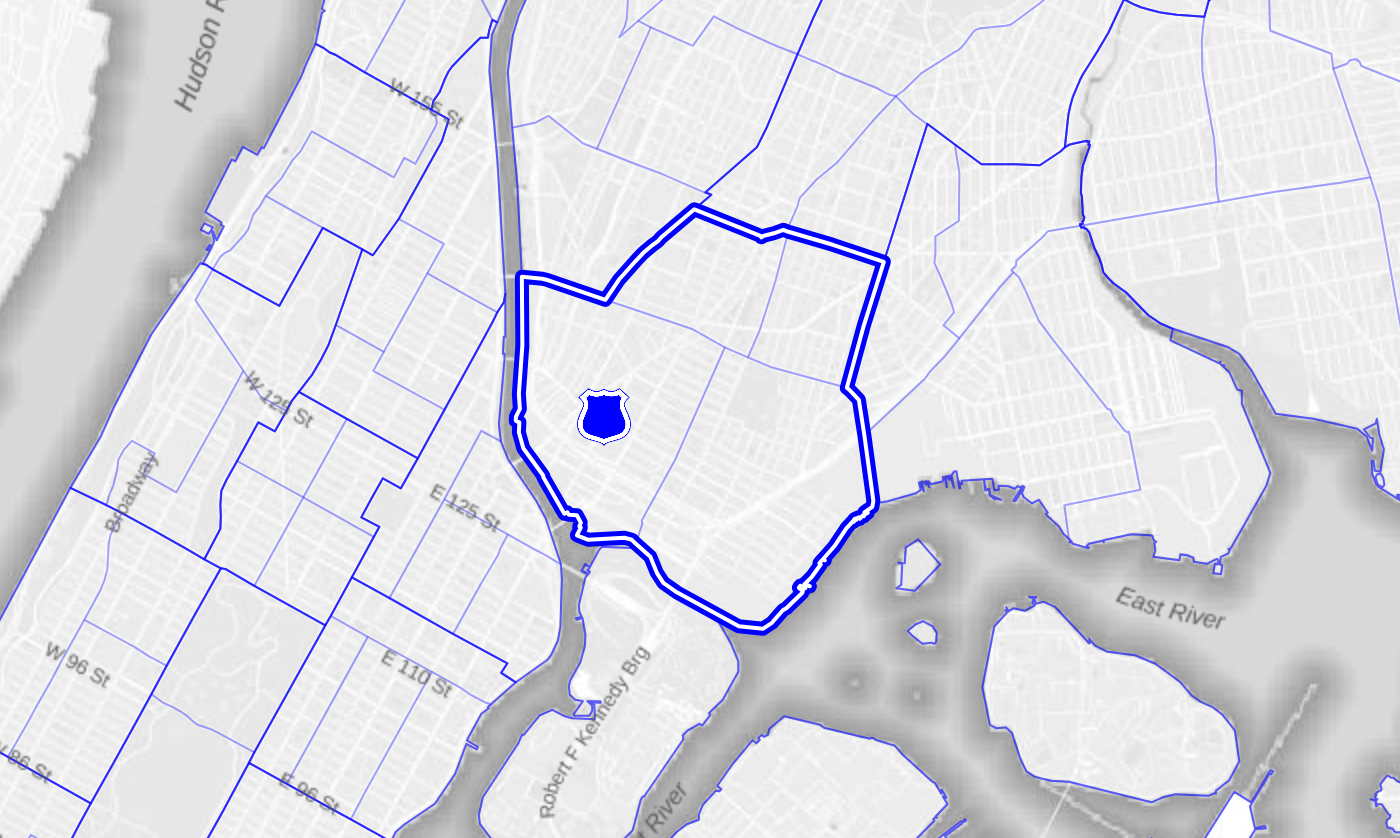 Hudson R
W 155 St
W 125 St
Broadway
E 125 St
W 96 St
E 110 St
W 86 St
E 96 St
Robert F Kennedy Brg
East River
t River